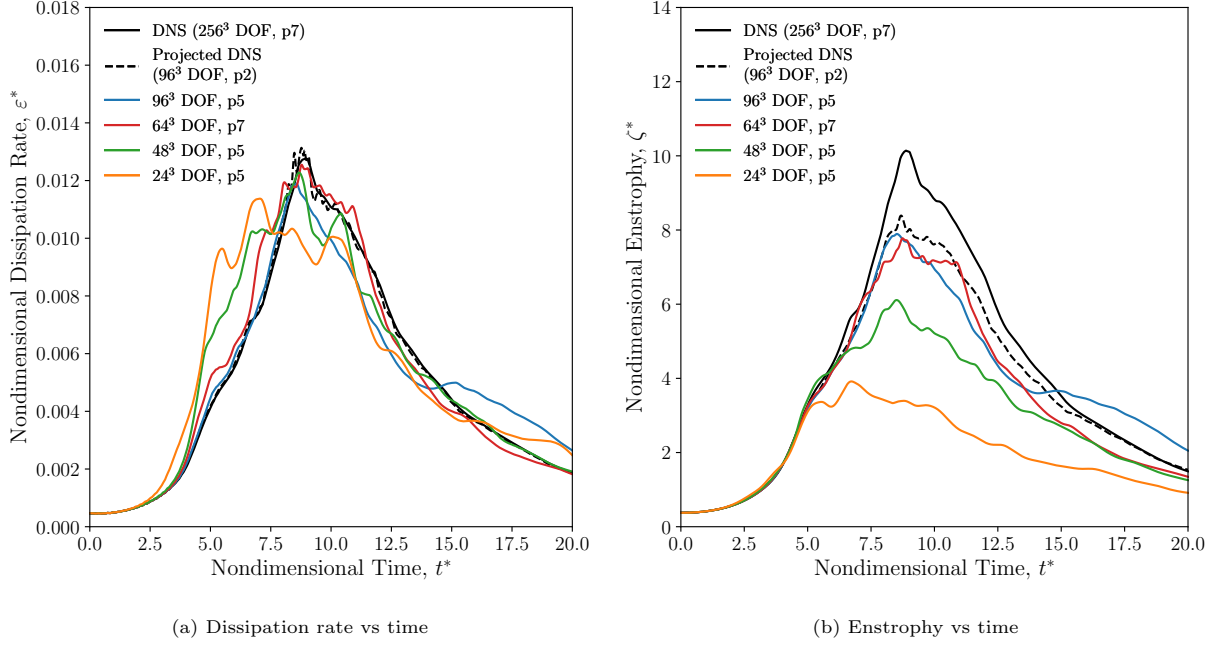 0.018
0.016
0.014
0.012
0.010
0.008
0.006
0.004
0.002
0.000
Nondimensional Dissipation Rate, ε*
DNS (256³ DOF, p7)
Projected DNS
(96³ DOF, p2)
96³ DOF, p5
64³ DOF, p7
48³ DOF, p5
24³ DOF, p5
0.0 2.5 5.0 7.5 10.0 12.5 15.0 17.5 20.0
Nondimensional Time, t*
(a) Dissipation rate vs time
14
12
10
8
6
4
2
0
Nondimensional Enstrophy, ζ*
DNS (256³ DOF, p7)
Projected DNS
(96³ DOF, p2)
96³ DOF, p5
64³ DOF, p7
48³ DOF, p5
24³ DOF, p5
0.0 2.5 5.0 7.5 10.0 12.5 15.0 17.5 20.0
Nondimensional Time, t*
(b) Enstrophy vs time